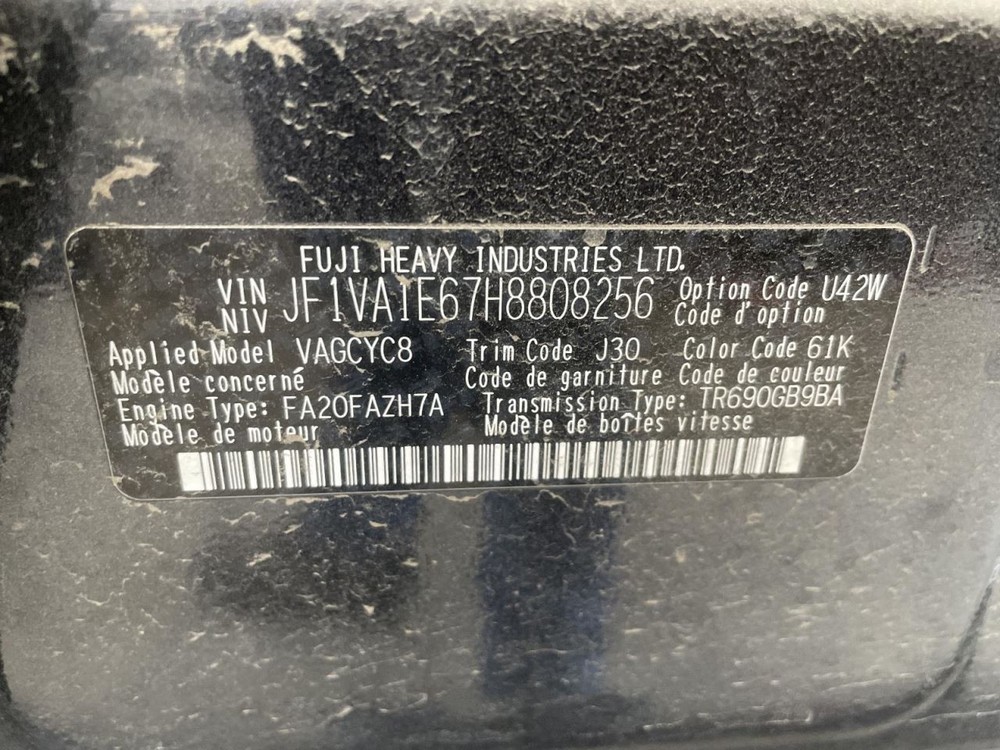 FUJI HEAVY INDUSTRIES LTD.
VIN
NIV
JF1VA1E67H8808256
Option Code U42W
Code d'option
Applied Model VAGCYC8
Modèle concerné
Trim Code J30
Code de garniture
Color Code 61K
Code de couleur
Engine Type: FA20FAZH7A
Modèle de moteur
Transmission Type: TR690GB9BA
Modèle de boîtes vitesse